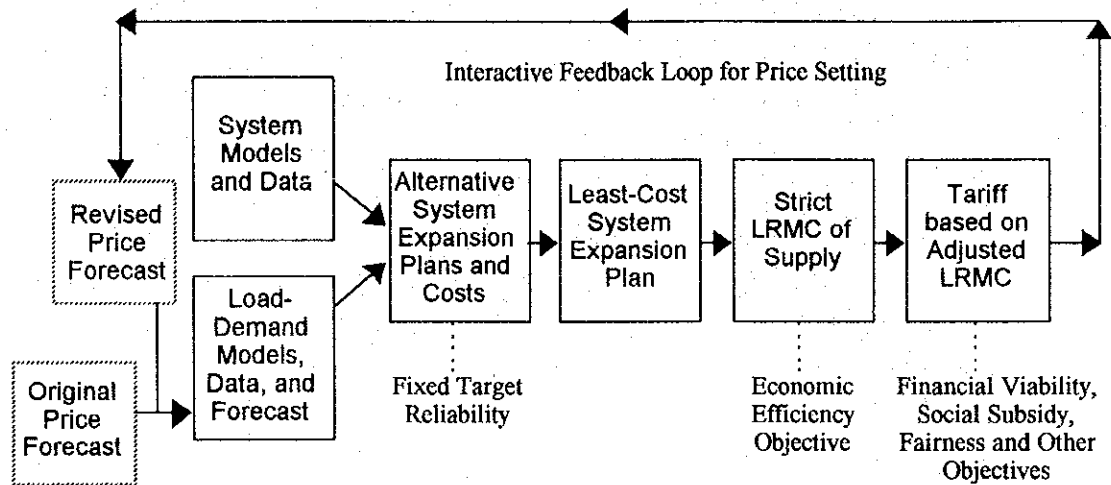 Interactive Feedback Loop for Price Setting
System
Models
and Data
Revised
Price
Forecast
Original
Price
Forecast
Load-
Demand
Models,
Data, and
Forecast
Alternative
System
Expansion
Plans and
Costs
Fixed Target
Reliability
Least-Cost
System
Expansion
Plan
Strict
LRMC of
Supply
Economic
Efficiency
Objective
Tariff
based on
Adjusted
LRMC
Financial Viability,
Social Subsidy,
Fairness and Other
Objectives